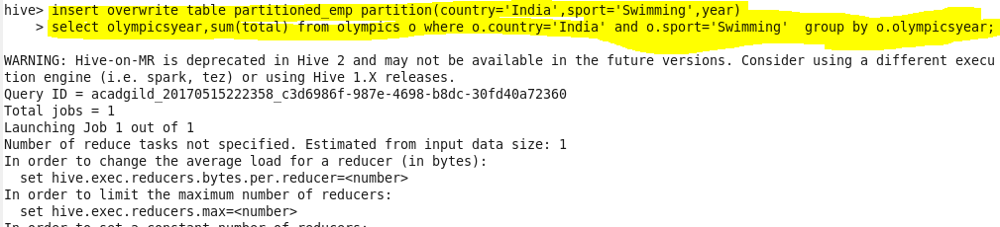 hive> insert overwrite table partitioned_emp partition(country='India',sport='Swimming',year)
> select olympicsyear,sum(total) from olympics o where o.country='India' and o.sport='Swimming'  group by o.olympicsyear;
WARNING: Hive-on-MR is deprecated in Hive 2 and may not be available in the future versions. Consider using a different execu
tion engine (i.e. spark, tez) or using Hive 1.X releases.
Query ID = acadgild_20170515222358_c3d6986f-987e-4698-b8dc-30fd40a72360
Total jobs = 1
Launching Job 1 out of 1
Number of reduce tasks not specified. Estimated from input data size: 1
In order to change the average load for a reducer (in bytes):
  set hive.exec.reducers.bytes.per.reducer=<number>
In order to limit the maximum number of reducers:
  set hive.exec.reducers.max=<number>
In order to set a constant number of reducers: